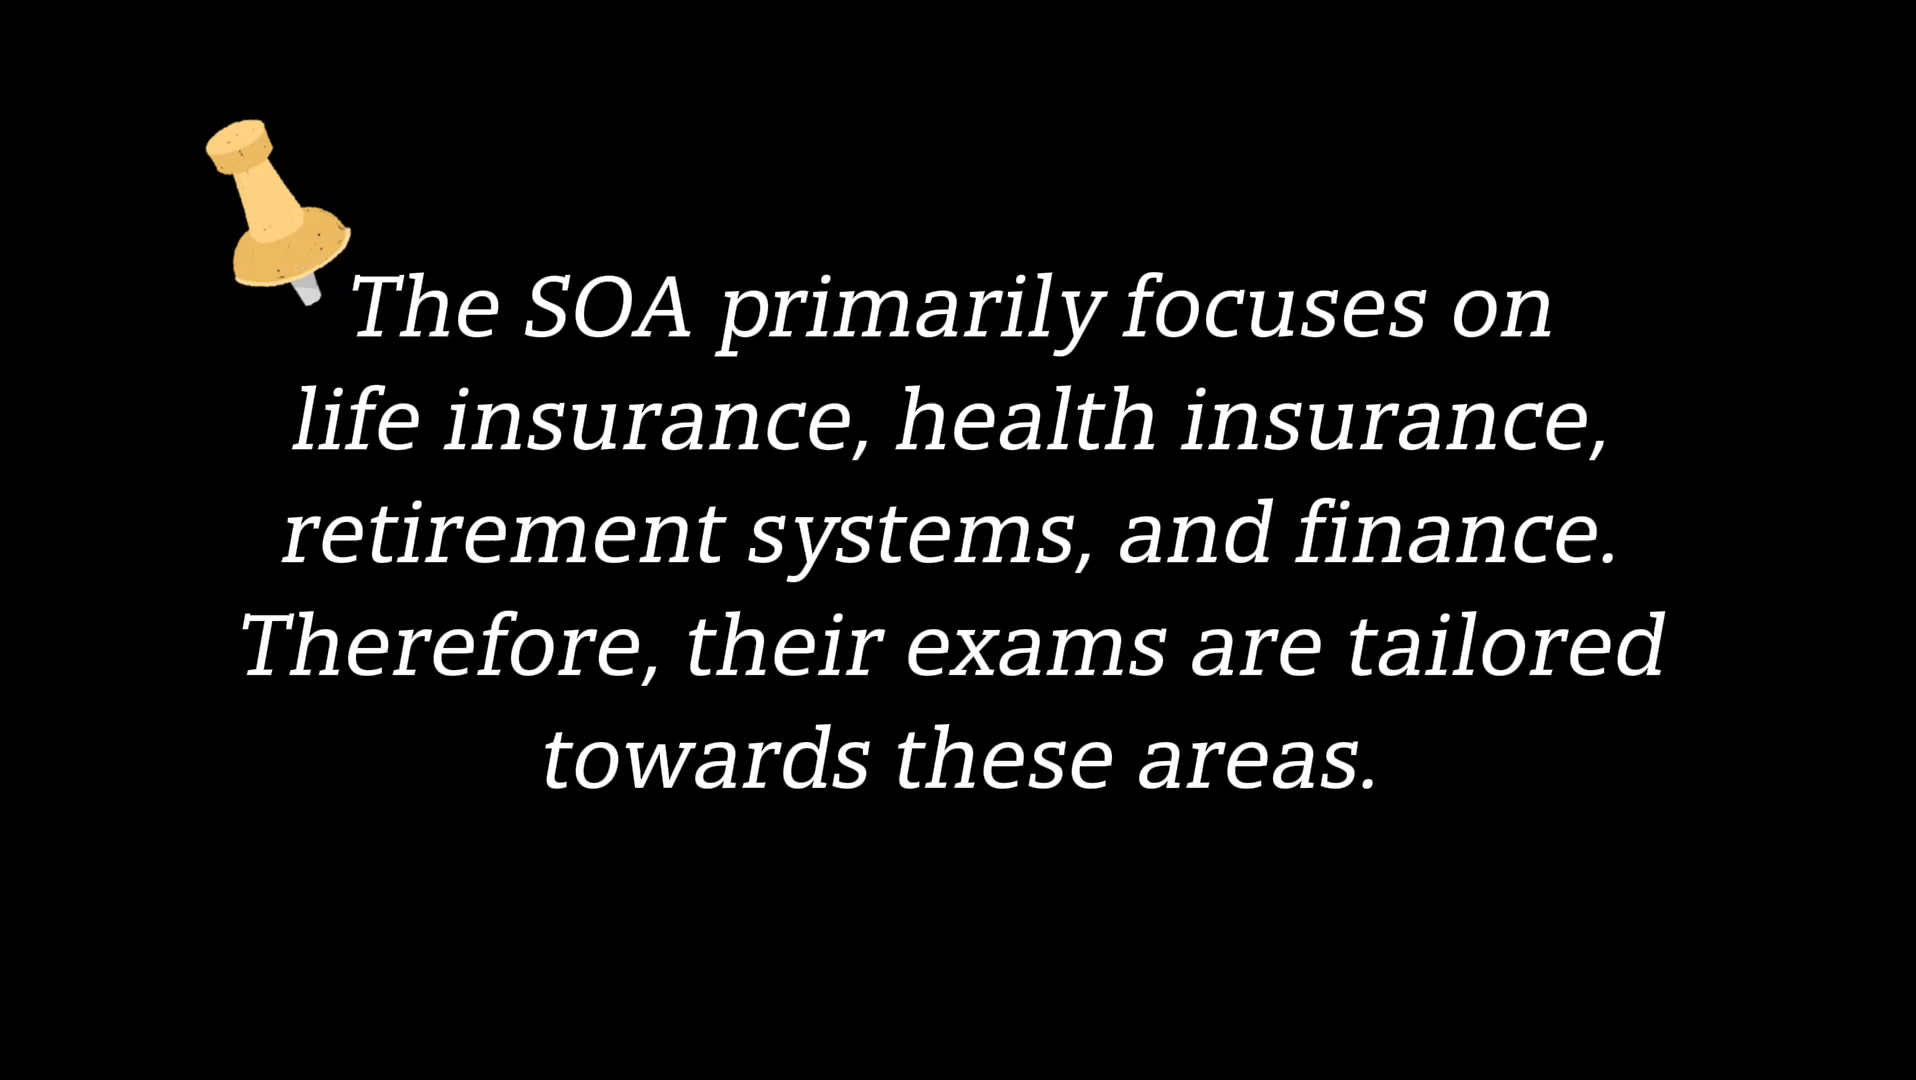 The SOA primarily focuses on
life insurance, health insurance,
retirement systems, and finance.
Therefore, their exams are tailored
towards these areas.